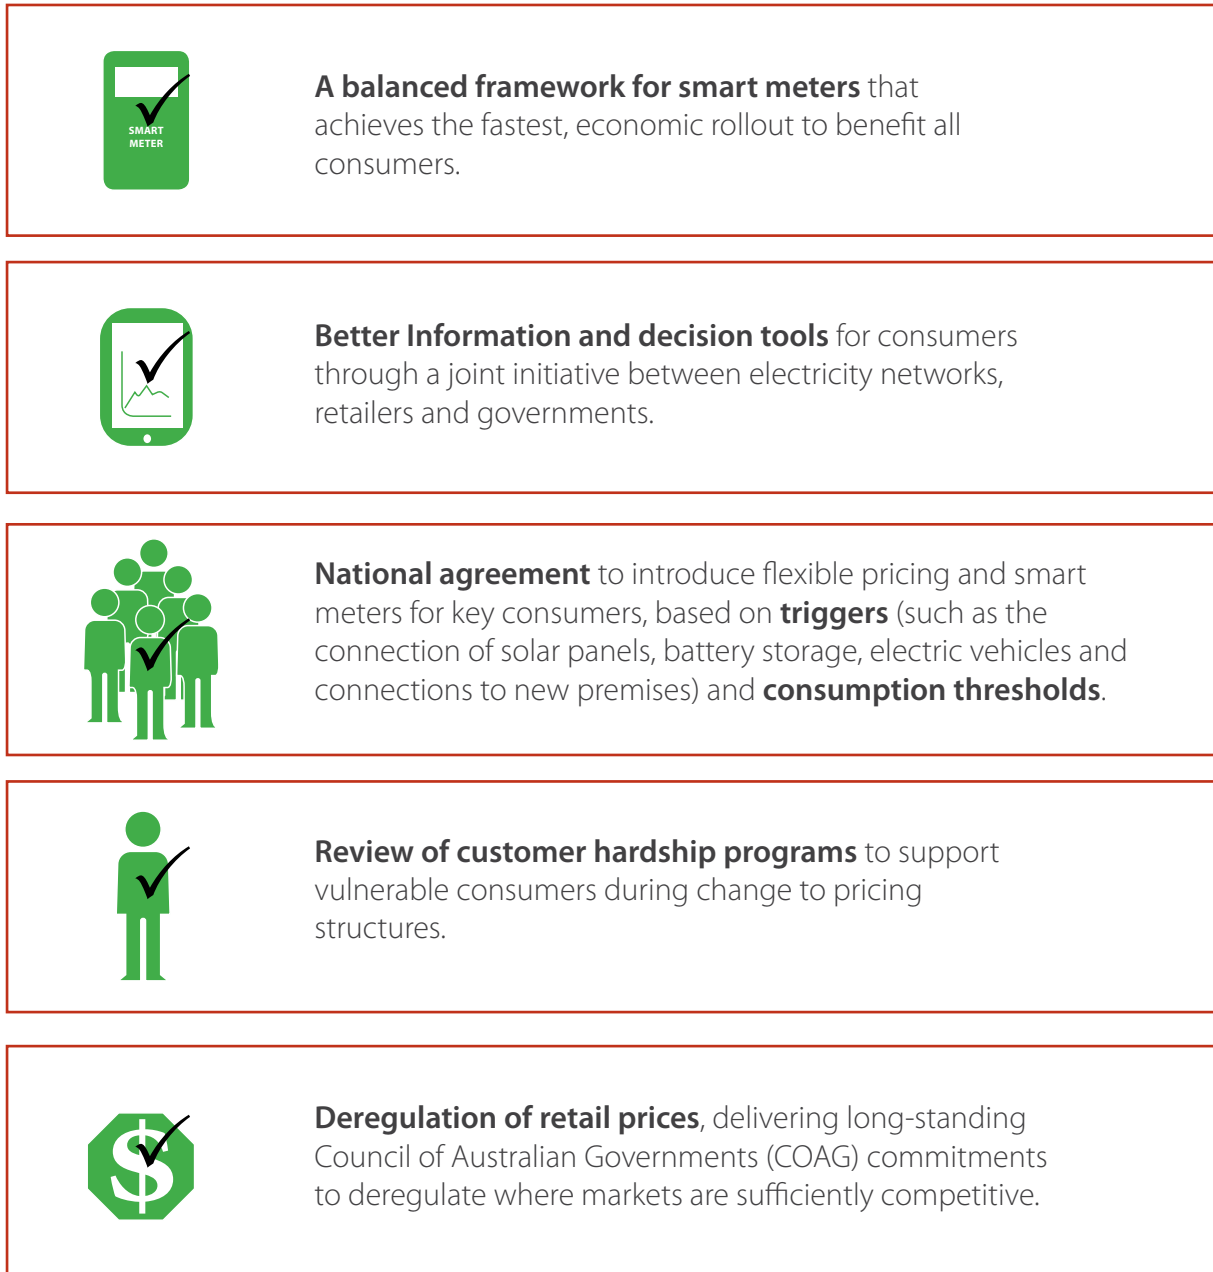 SMART
METER
A balanced framework for smart meters that
achieves the fastest, economic rollout to benefit all
consumers.
Better Information and decision tools for consumers
through a joint initiative between electricity networks,
retailers and governments.
National agreement to introduce flexible pricing and smart
meters for key consumers, based on triggers (such as the
connection of solar panels, battery storage, electric vehicles and
connections to new premises) and consumption thresholds.
Review of customer hardship programs to support
vulnerable consumers during change to pricing
structures.
$
Deregulation of retail prices, delivering long-standing
Council of Australian Governments (COAG) commitments
to deregulate where markets are sufficiently competitive.